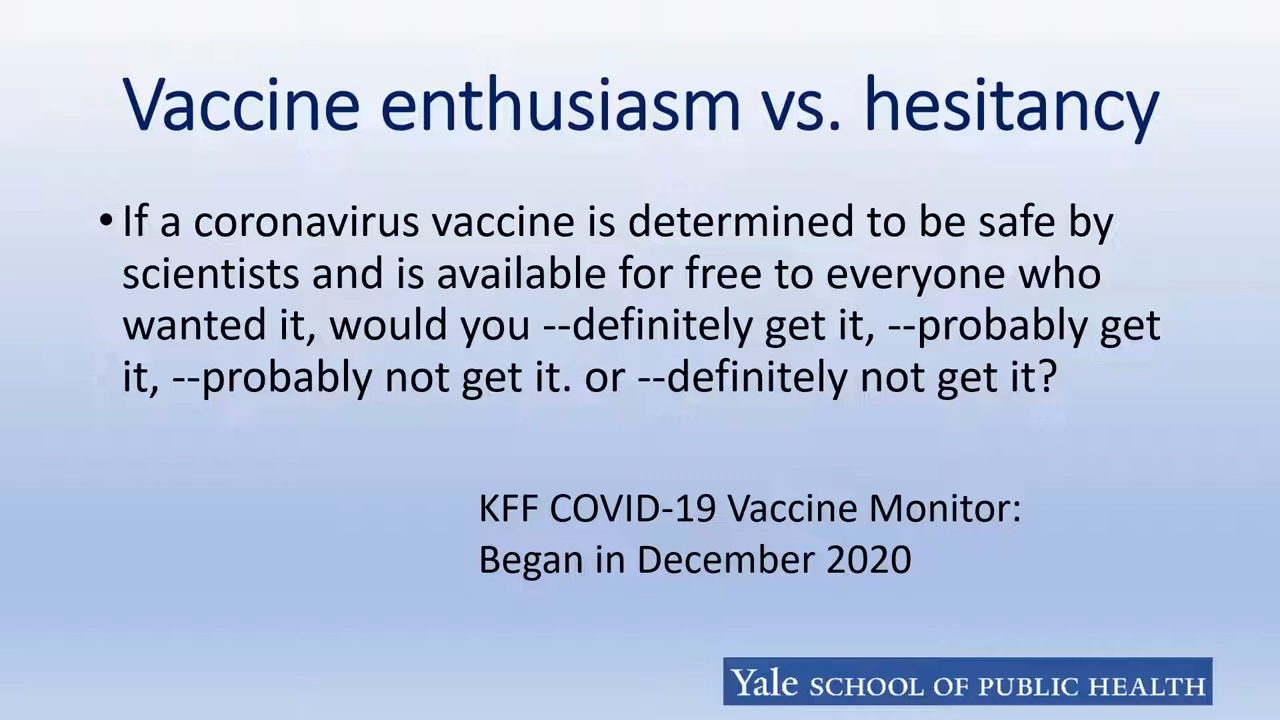 Vaccine enthusiasm vs. hesitancy
• If a coronavirus vaccine is determined to be safe by
scientists and is available for free to everyone who
wanted it, would you --definitely get it, --probably get
it, --probably not get it. or --definitely not get it?
KFF COVID-19 Vaccine Monitor:
Began in December 2020
Yale SCHOOL OF PUBLIC HEALTH